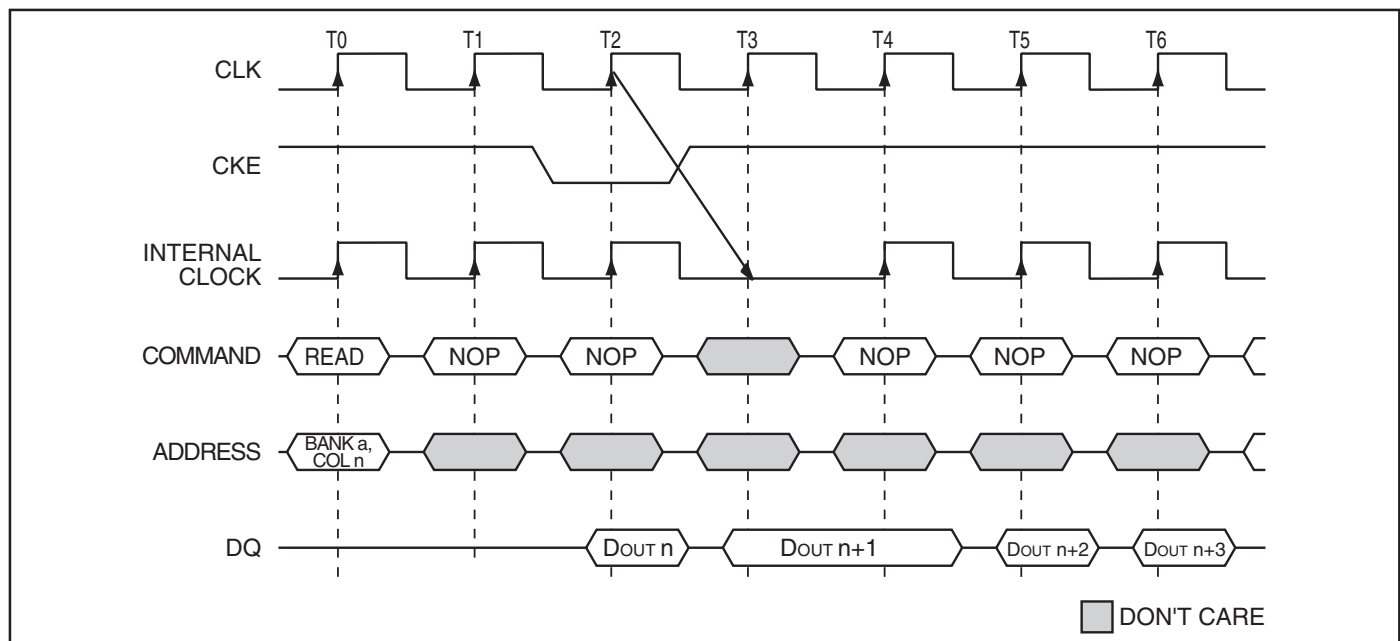 T0 T1 T2 T3 T4 T5 T6
CLK
CKE
INTERNAL
CLOCK
COMMAND READ NOP NOP NOP NOP NOP
ADDRESS BANK a,
COL n
DQ DOUT n DOUT n+1 DOUT n+2 DOUT n+3
DON'T CARE